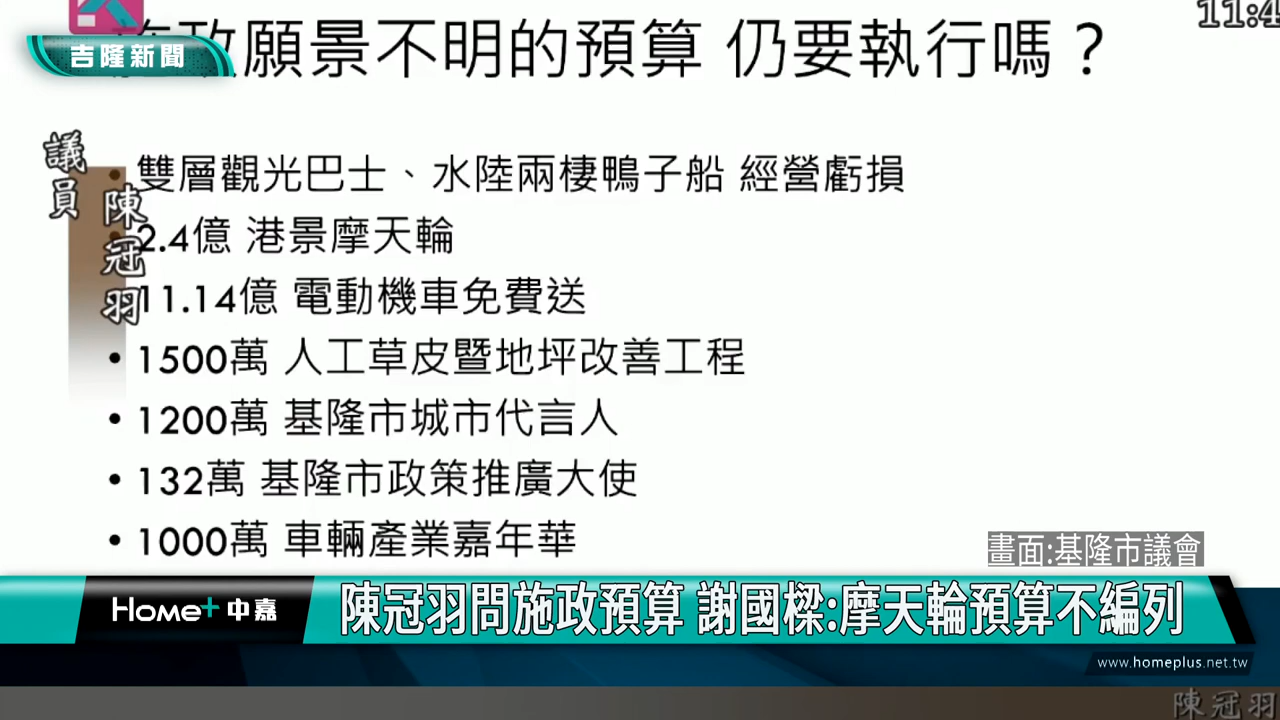 11:4
吉隆新聞
政願景不明的預算 仍要執行嗎？
議員
陳冠羽
• 雙層觀光巴士、水陸兩棲鴨子船 經營虧損
• 2.4億 港景摩天輪
11.14億 電動機車免費送
• 1500萬 人工草皮暨地坪改善工程
• 1200萬 基隆市城市代言人
• 132萬 基隆市政策推廣大使
• 1000萬 車輛產業嘉年華
畫面:基隆市議會
Home+ 中嘉
陳冠羽問施政預算 謝國樑:摩天輪預算不編列
www.homeplus.net.tw
陳冠羽